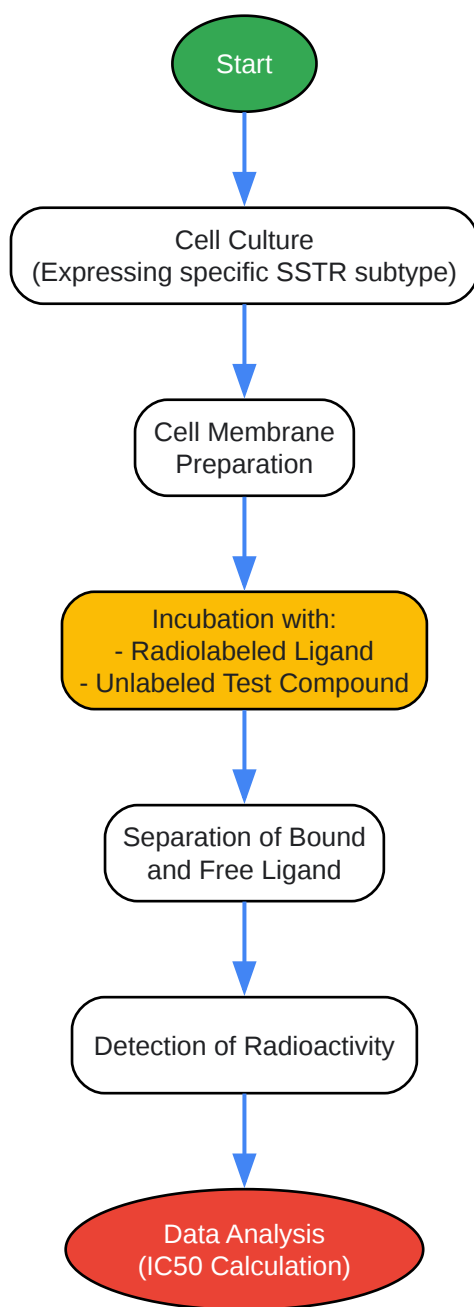 Start
Cell Culture
(Expressing specific SSTR subtype)
Cell Membrane
Preparation
Incubation with:
- Radiolabeled Ligand
- Unlabeled Test Compound
Separation of Bound
and Free Ligand
Detection of Radioactivity
Data Analysis
(IC50 Calculation)